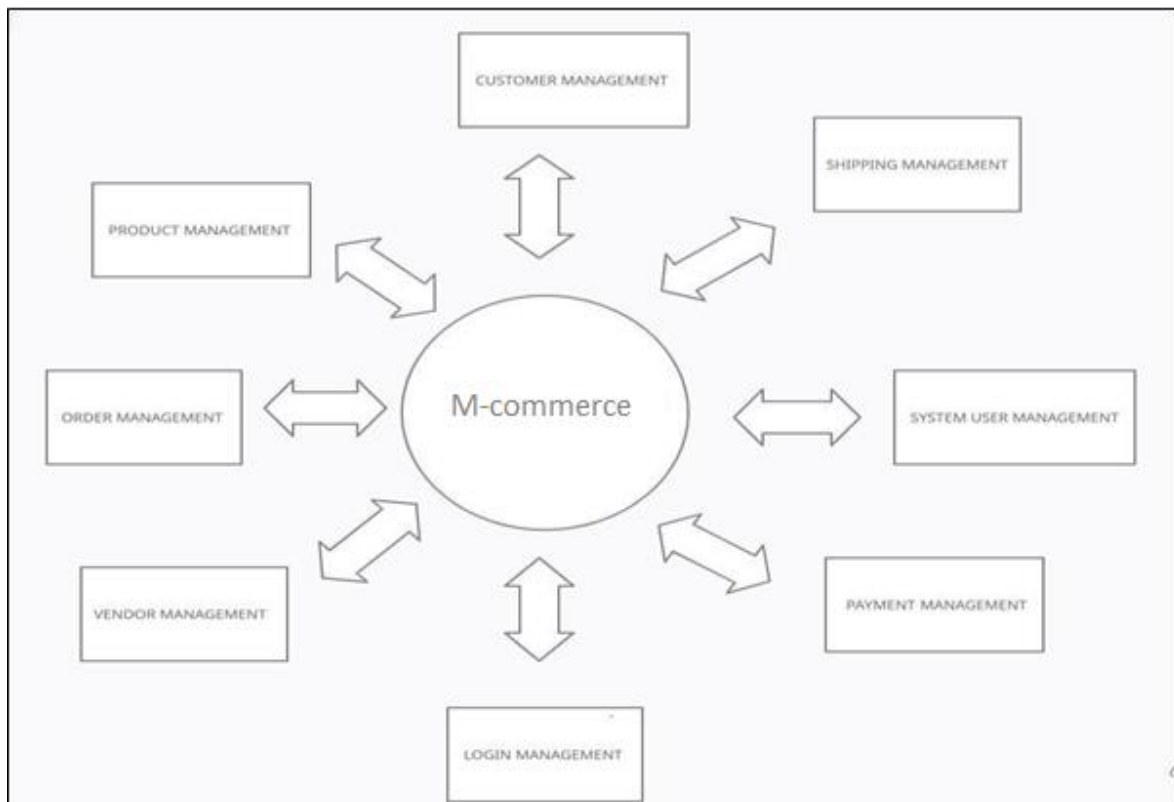 CUSTOMER MANAGEMENT
SHIPPING MANAGEMENT
PRODUCT MANAGEMENT
ORDER MANAGEMENT
M-commerce
SYSTEM USER MANAGEMENT
VENDOR MANAGEMENT
PAYMENT MANAGEMENT
LOGIN MANAGEMENT